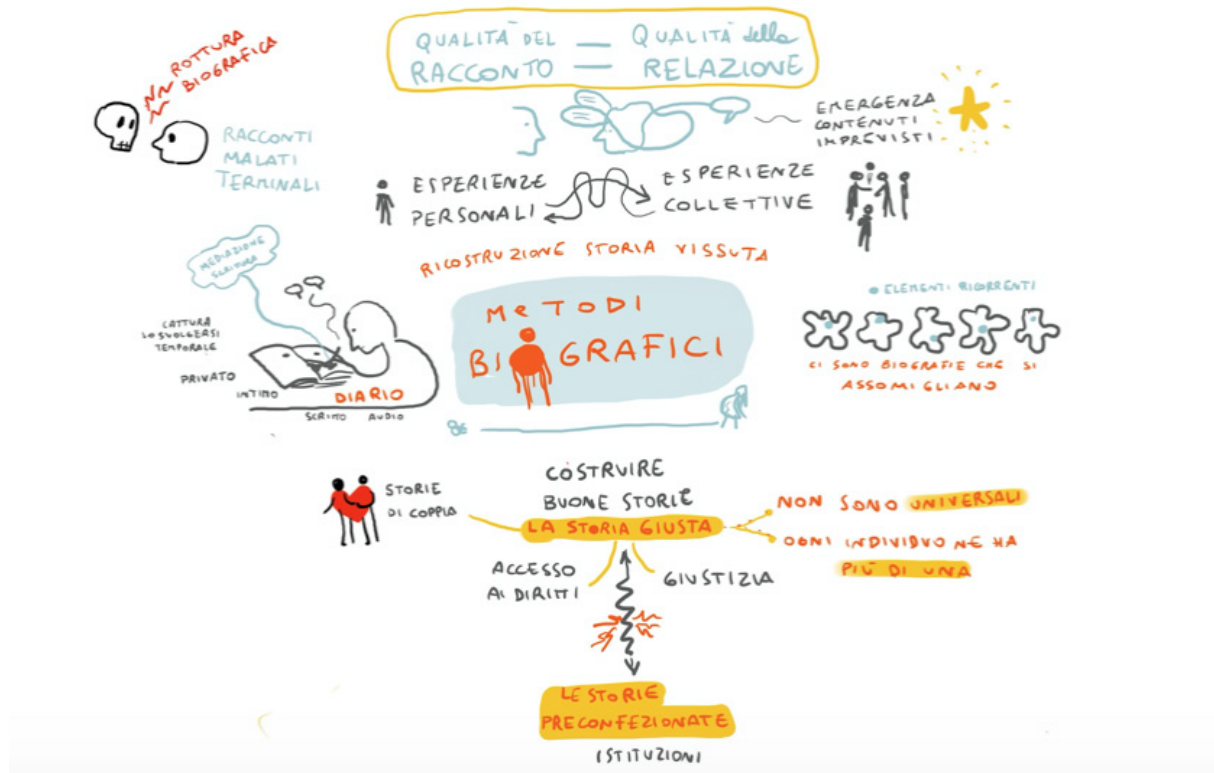 QUALITÀ DEL = QUALITÀ della
RACCONTO = RELAZIONE
ROTTURA
BIOGRAFICA
RACCONTI
MALATI
TERMINALI
EMERGENZA
CONTENUTI
IMPREVISTI
ESPERIENZE
PERSONALI
ESPERIENZE
COLLETTIVE
RICOSTRUZIONE STORIA VISSUTA
MEDIAZIONE
SCRITTURA
CATTURA
LO SVOLGERSI
TEMPORALE
PRIVATO
INTIMO
DIARIO
SCRITTO AUDIO
MeTODI
BIOGRAFICI
ELEMENTI RICORRENTI
CI SONO BIOGRAFIE CHE SI
ASSOMIGLIANO
STORIE
DI COPPIA
COSTRUIRE
BUONE STORIE
LA STORIA GIUSTA
NON SONO UNIVERSALI
OGNI INDIVIDUO NE HA
PIÙ DI UNA
ACCESSO
AI DIRITTI
GIUSTIZIA
LE STORIE
PRECONFEZIONATE
ISTITUZIONI